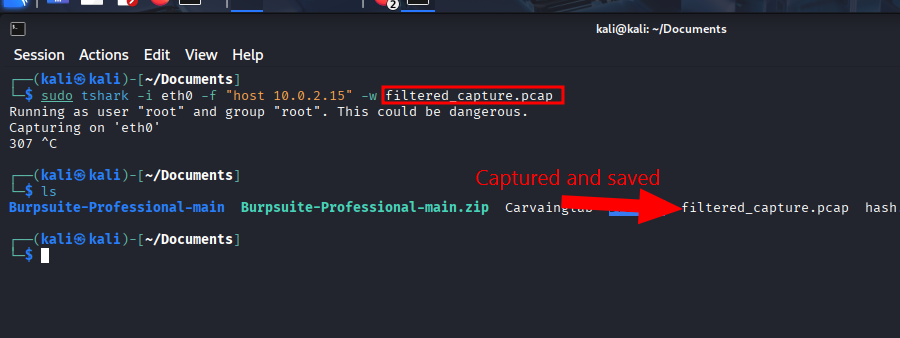 2
kali@kali: ~/Documents
Session Actions Edit View Help
┌──(kali㉿kali)-[~/Documents]
└─$ sudo tshark -i eth0 -f "host 10.0.2.15" -w filtered_capture.pcap
Running as user "root" and group "root". This could be dangerous.
Capturing on 'eth0'
307 ^C
┌──(kali㉿kali)-[~/Documents]
└─$ ls
Captured and saved
Burpsuite-Professional-main Burpsuite-Professional-main.zip Carvainglab filtered_capture.pcap hash
┌──(kali㉿kali)-[~/Documents]
└─$